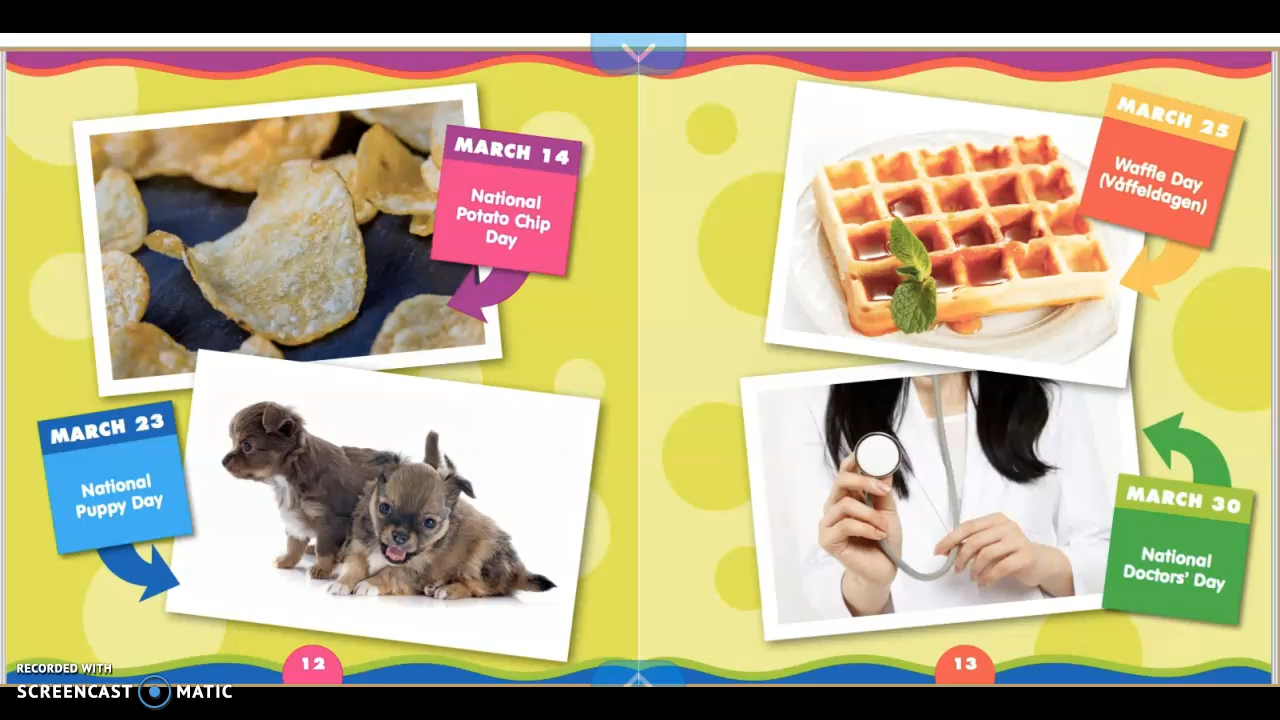 MARCH 14
National
Potato Chip
Day
MARCH 23
National
Puppy Day
12
MARCH 25
Waffle Day
(Våffeldagen)
MARCH 30
National
Doctors' Day
13
RECORDED WITH
SCREENCAST MATIC